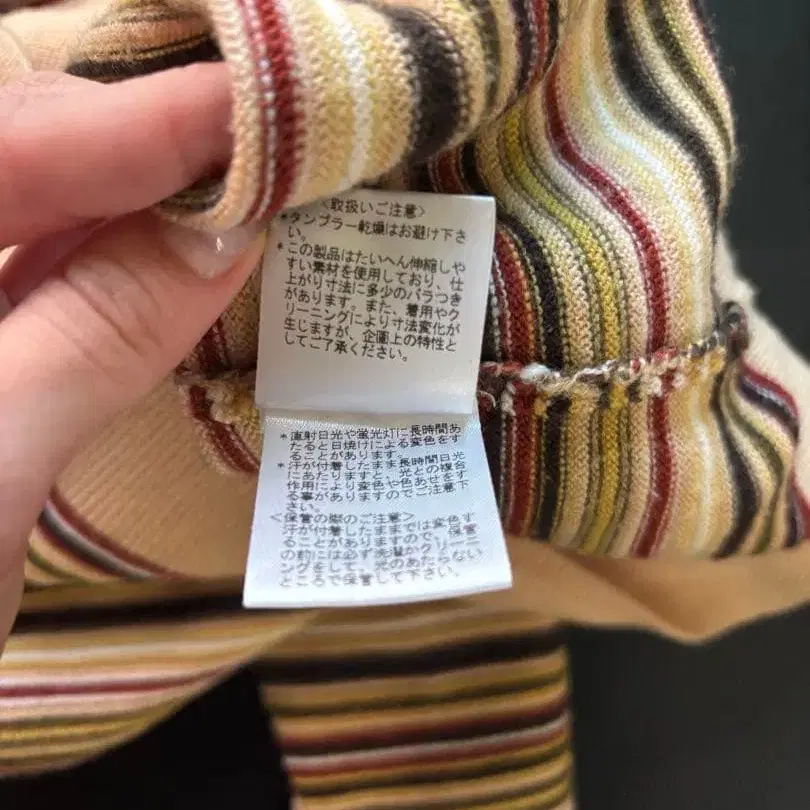 <取扱いご注意>
*タンブラー乾燥はお避け下さ
い。
*この製品はたいへん伸縮しや
すい素材を使用しており、仕
上がり寸法に多少のバラつき
があります。また、着用やク
リーニングにより寸法変化が
生じますが、企画上の特性と
してご了承ください。
*直射日光や蛍光灯に長時間あ
たると日焼けによる変色をす
ることがあります。
*汗が付着したまま長時間日光
にあたりますと、光との複合
作用により変色や色あせをす
る事がありますのでご注意下
さい。
<保管の際のご注意>
汗が付着したままでは変色す
ることがありますので、保管
の前には必ず洗濯かクリーニ
ングをして、光のあたらない
ところで保管して下さい。